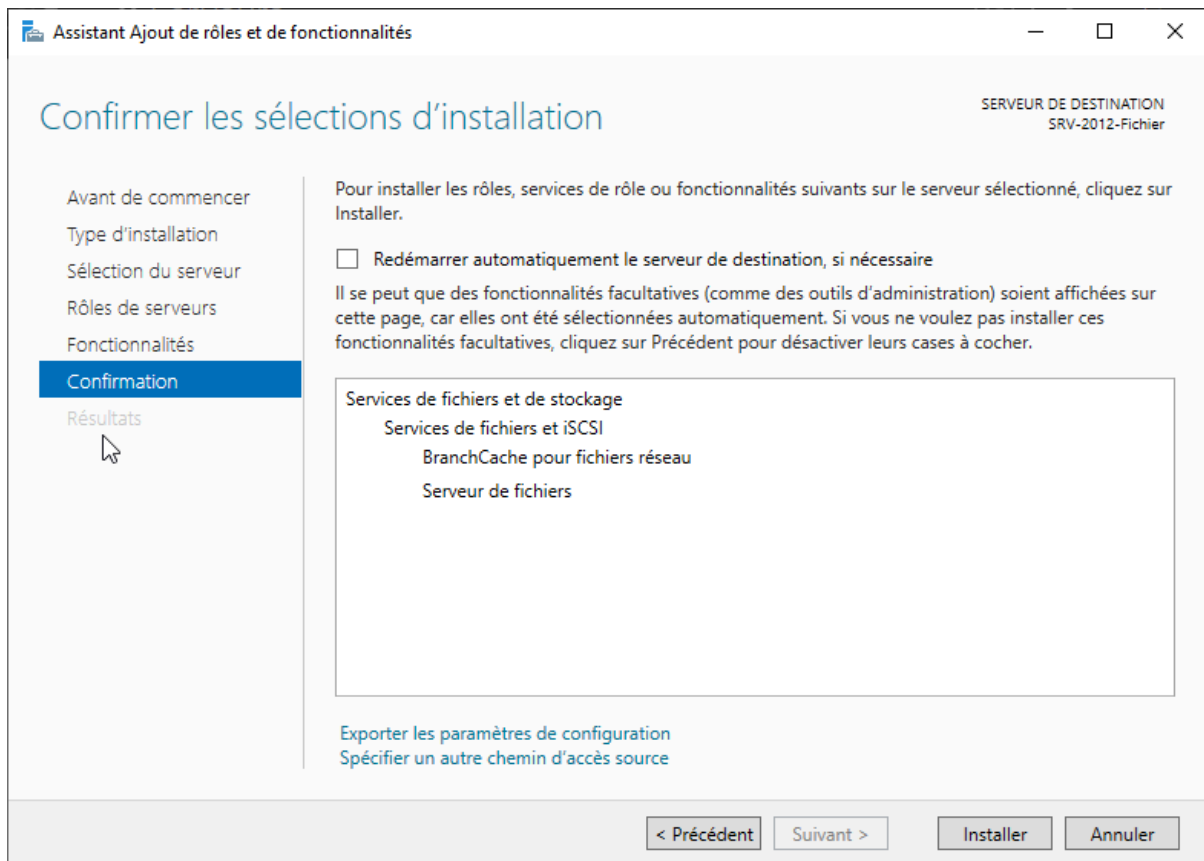 Assistant Ajout de rôles et de fonctionnalités
Confirmer les sélections d’installation
SERVEUR DE DESTINATION
SRV-2012-Fichier
Avant de commencer
Type d’installation
Sélection du serveur
Rôles de serveurs
Fonctionnalités
Confirmation
Résultats
Pour installer les rôles, services de rôle ou fonctionnalités suivants sur le serveur sélectionné, cliquez sur
Installer.
Redémarrer automatiquement le serveur de destination, si nécessaire
Il se peut que des fonctionnalités facultatives (comme des outils d’administration) soient affichées sur
cette page, car elles ont été sélectionnées automatiquement. Si vous ne voulez pas installer ces
fonctionnalités facultatives, cliquez sur Précédent pour désactiver leurs cases à cocher.
Services de fichiers et de stockage
Services de fichiers et iSCSI
BranchCache pour fichiers réseau
Serveur de fichiers
Exporter les paramètres de configuration
Spécifier un autre chemin d’accès source
< Précédent
Suivant >
Installer
Annuler